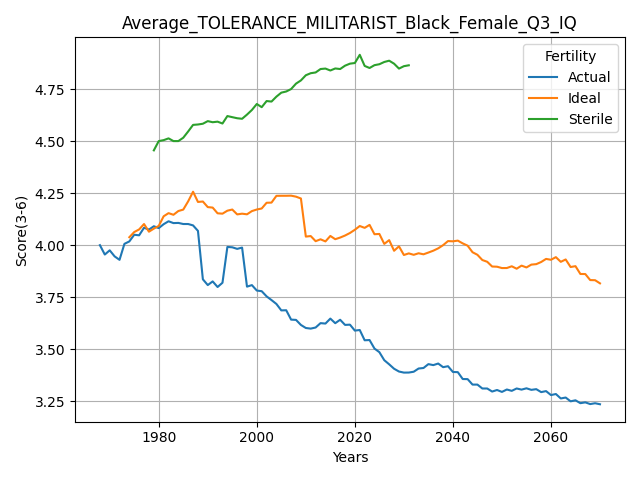 Average_TOLERANCE_MILITARIST_Black_Female_Q3_IQ
Fertility
Actual
Ideal
Sterile
Score(3-6)
4.75
4.50
4.25
4.00
3.75
3.50
3.25
1980 2000 2020 2040 2060
Years